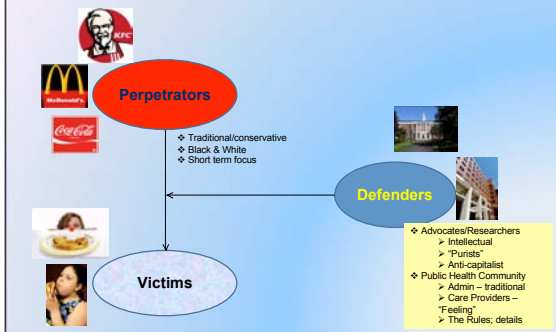 KFC
McDonald's
Coca-Cola
Perpetrators
❖ Traditional/conservative
❖ Black & White
❖ Short term focus
Defenders
❖ Advocates/Researchers
➢ Intellectual
➢ "Purists"
➢ Anti-capitalist
❖ Public Health Community
➢ Admin – traditional
➢ Care Providers –
"Feeling"
➢ The Rules; details
Victims